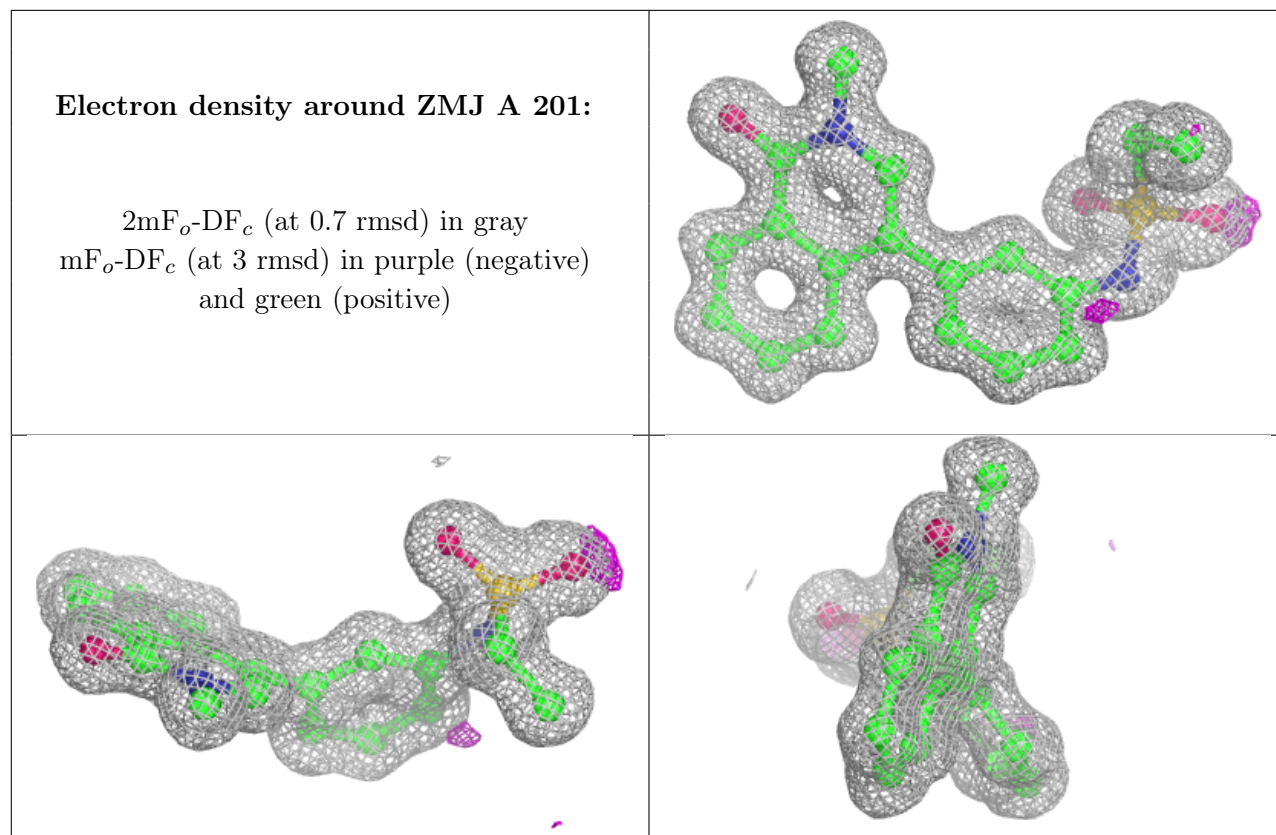 Electron density around ZMJ A 201:
2mFo-DFc (at 0.7 rmsd) in gray
mFo-DFc (at 3 rmsd) in purple (negative)
and green (positive)